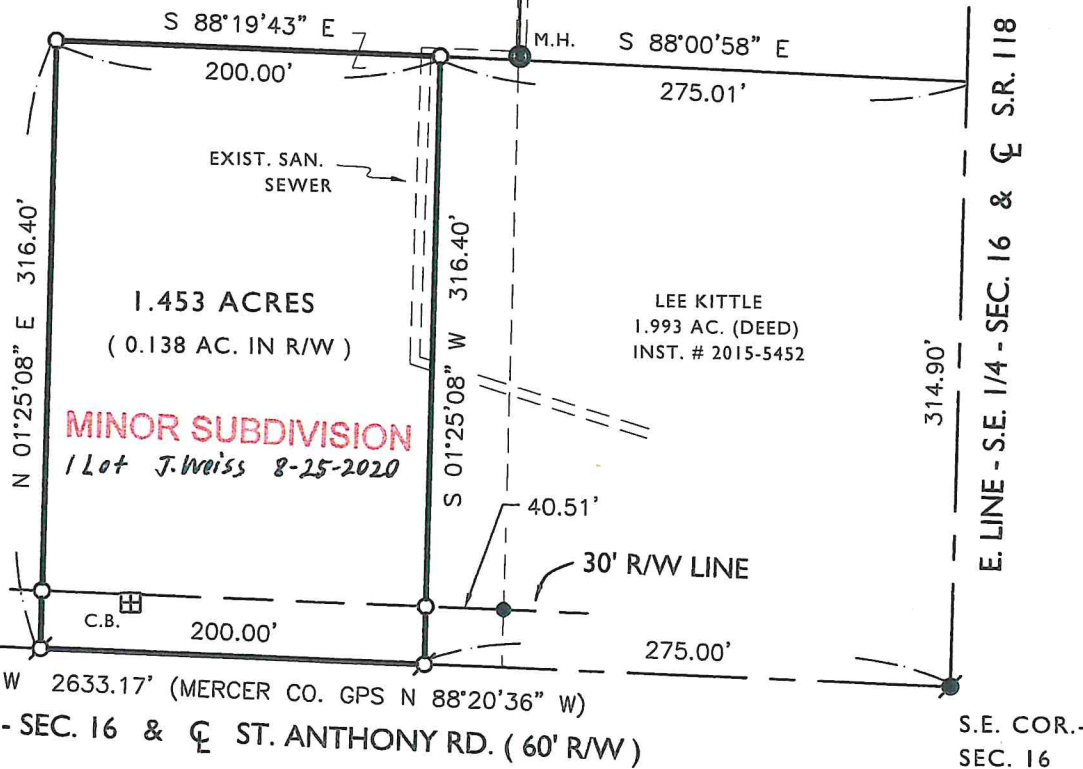 S 88°19'43" E
200.00'
M.H.
S 88°00'58" E
275.01'
EXIST. SAN.
SEWER
N 01°25'08" E 316.40'
S 01°25'08" W 316.40'
1.453 ACRES
( 0.138 AC. IN R/W )
MINOR SUBDIVISION
1 Lot J. Weiss 8-25-2020
LEE KITTLE
1.993 AC. (DEED)
INST. # 2015-5452
314.90'
E. LINE - S.E. 1/4 - SEC. 16 & ℄ S.R. 118
40.51'
30' R/W LINE
C.B.
200.00'
275.00'
W 2633.17' (MERCER CO. GPS N 88°20'36" W)
- SEC. 16 & ℄ ST. ANTHONY RD. ( 60' R/W )
S.E. COR.-
SEC. 16